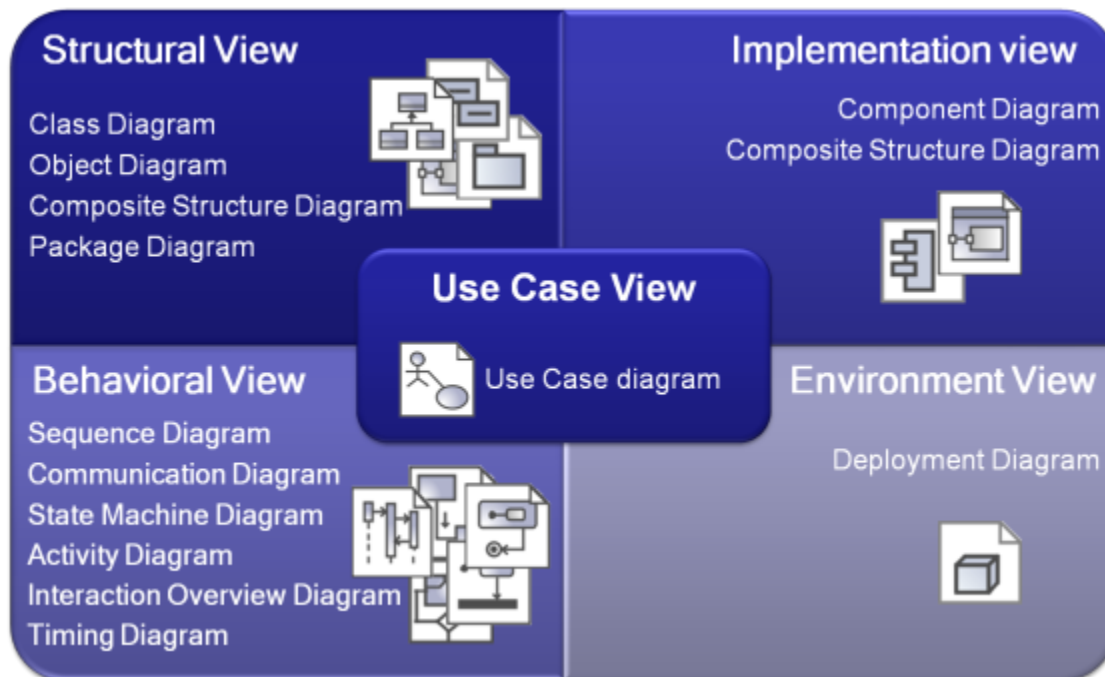 Structural View
Class Diagram
Object Diagram
Composite Structure Diagram
Package Diagram
Implementation view
Component Diagram
Composite Structure Diagram
Use Case View
Use Case diagram
Behavioral View
Sequence Diagram
Communication Diagram
State Machine Diagram
Activity Diagram
Interaction Overview Diagram
Timing Diagram
Environment View
Deployment Diagram